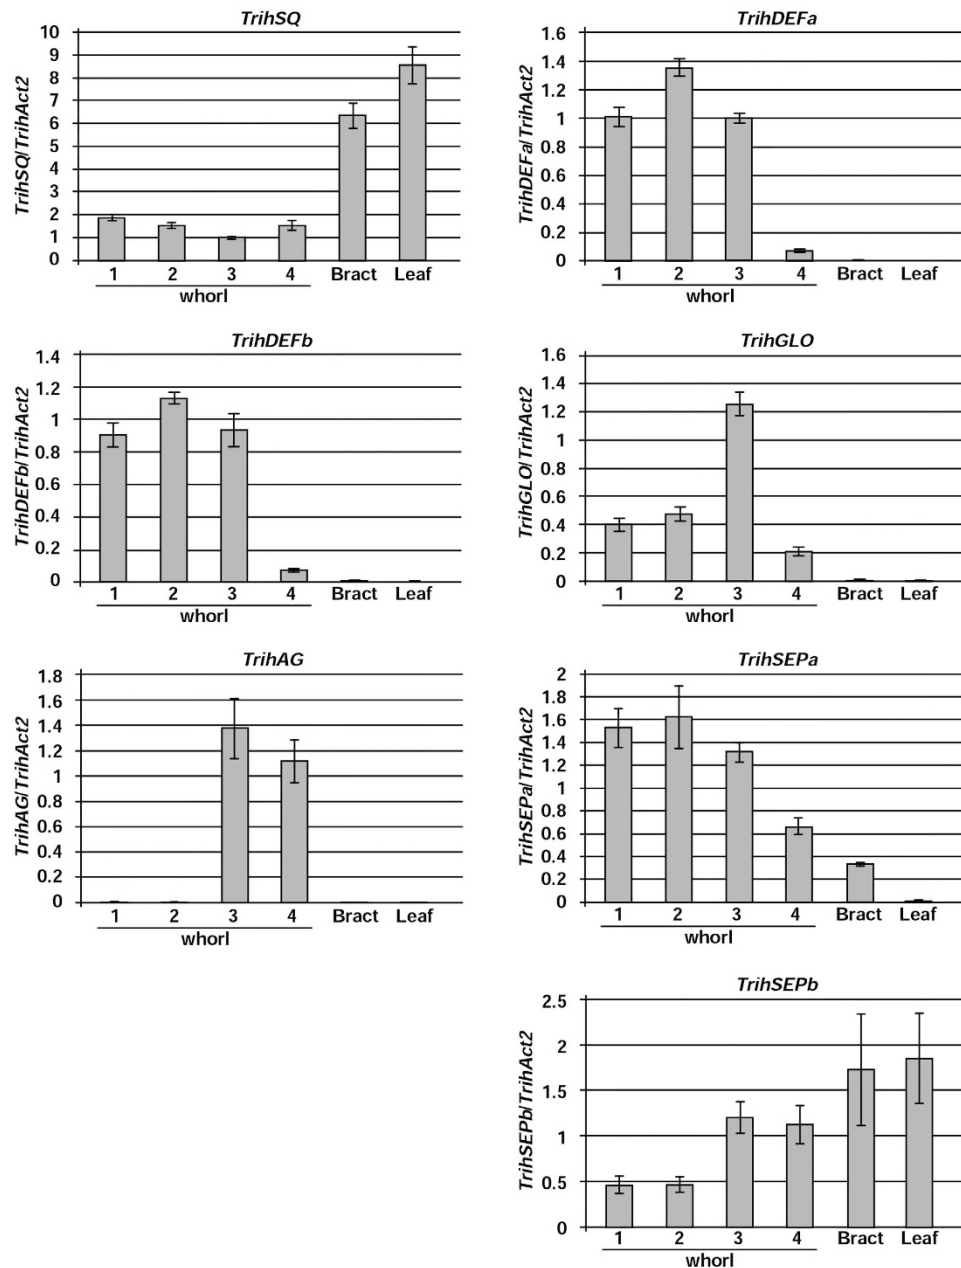 TrihSQ
TrihSQ/TrihAct2
10
9
8
7
6
5
4
3
2
1
0
1 2 3 4 Bract Leaf
whorl
TrihDEFa
TrihDEFa/TrihAct2
1.6
1.4
1.2
1
0.8
0.6
0.4
0.2
0
1 2 3 4 Bract Leaf
whorl
TrihDEFb
TrihDEFb/TrihAct2
1.4
1.2
1
0.8
0.6
0.4
0.2
0
1 2 3 4 Bract Leaf
whorl
TrihGLO
TrihGLO/TrihAct2
1.6
1.4
1.2
1
0.8
0.6
0.4
0.2
0
1 2 3 4 Bract Leaf
whorl
TrihAG
TrihAG/TrihAct2
1.8
1.6
1.4
1.2
1
0.8
0.6
0.4
0.2
0
1 2 3 4 Bract Leaf
whorl
TrihSEPa
TrihSEPa/TrihAct2
2
1.8
1.6
1.4
1.2
1
0.8
0.6
0.4
0.2
0
1 2 3 4 Bract Leaf
whorl
TrihSEPb
TrihSEPb/TrihAct2
2.5
2
1.5
1
0.5
0
1 2 3 4 Bract Leaf
whorl